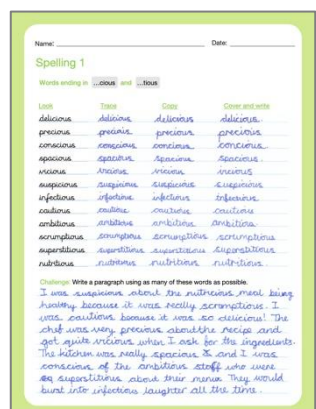 Name: Date:
Spelling 1
Words ending in ...cious and ...tious
Look Trace Copy Cover and write
delicious delicious delicious delicious
precious precious precious precious
conscious conscious concious concious
spacious spacious spacious spacious
vicious vicious vicious vicious
suspicious suspicious suspicious suspicious
infectious infectious infectious infectious
cautious cautious cautious cautious
ambitious ambitious ambitious ambitious
scrumptious scrumptious scrumptious scrumptious
superstitious superstitious superstitious superstitious
nutritious nutritious nutritious nutritious
Challenge Write a paragraph using as many of these words as possible.
I was suspicious about the nutricious meal being
healthy because it was really scromptious. I
was cautious because it was so delicious! The
chef was very precious about the recipe and
got quite vicious when I ask for the ingredients.
The kitchen was really spacious & and I was
conscious of the ambitious staff who were
superstitious about their menu. They would
burst into infectious laughter all the time.